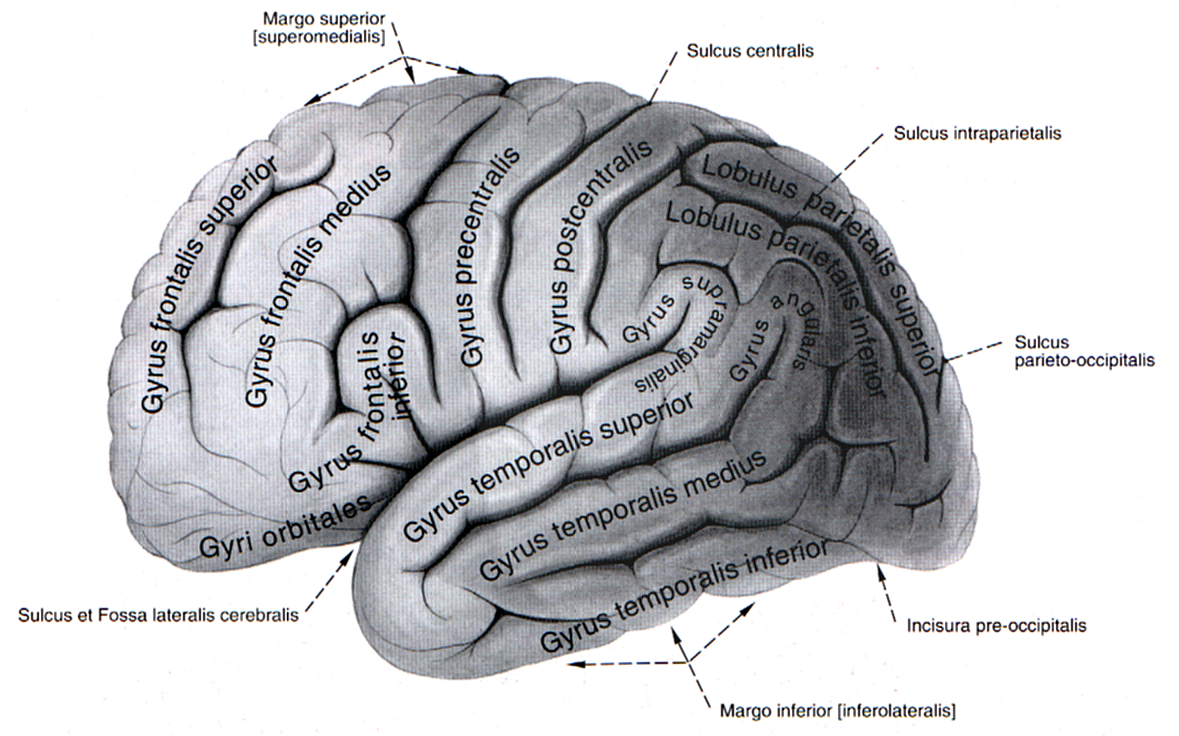 Margo superior
[superomedialis]
Sulcus centralis
Sulcus intraparietalis
Sulcus
parieto-occipitalis
Gyrus frontalis superior
Gyrus frontalis medius
Gyrus frontalis
inferior
Gyrus precentralis
Gyrus postcentralis
Lobulus parietalis superior
Lobulus parietalis inferior
Gyrus supramarginalis
Gyrus angularis
Gyrus temporalis superior
Gyrus temporalis medius
Gyrus temporalis inferior
Gyri orbitales
Sulcus et Fossa lateralis cerebralis
Incisura pre-occipitalis
Margo inferior [inferolateralis]